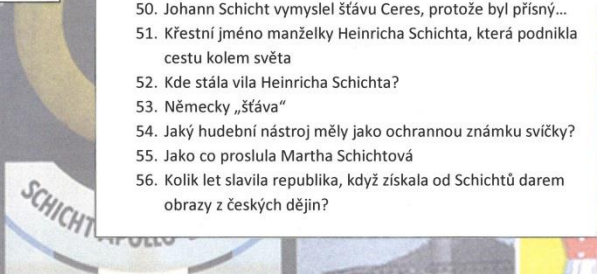 50. Johann Schicht vymyslel šťávu Ceres, protože byl přísný...
51. Křestní jméno manželky Heinricha Schichta, která podnikla
cestu kolem světa
52. Kde stála vila Heinricha Schichta?
53. Německy „šťáva“
54. Jaký hudební nástroj měly jako ochrannou známku svíčky?
55. Jako co proslula Martha Schichtová
56. Kolik let slavila republika, když získala od Schichtů darem
obrazy z českých dějin?
SCHICHT APOLLO